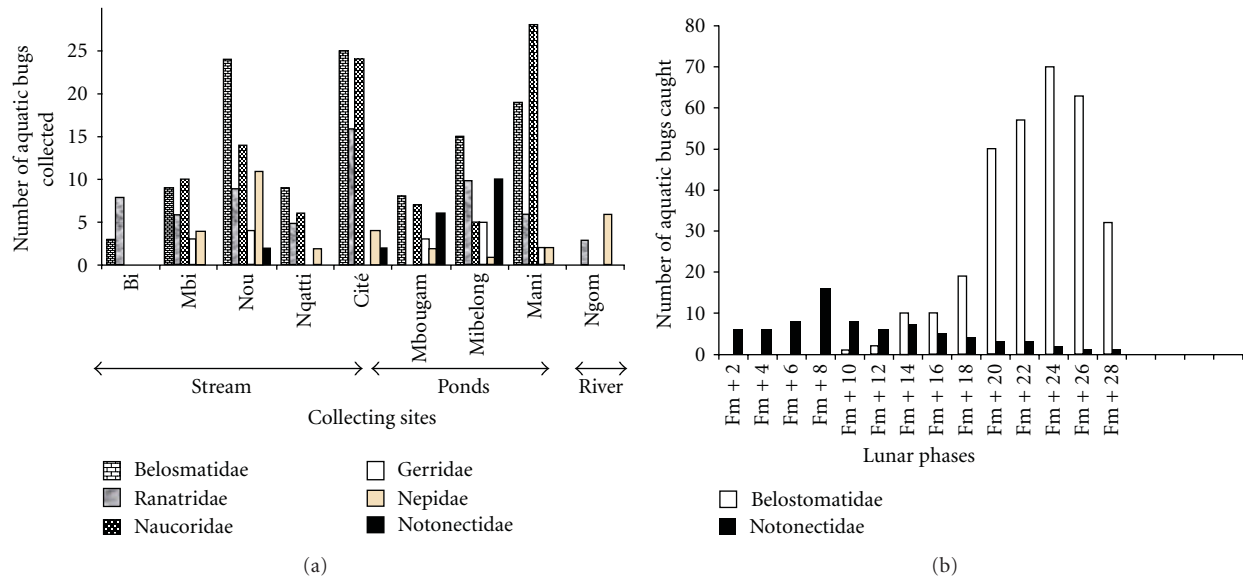 (a)
Number of aquatic bugs
collected
25
20
15
10
5
0
Bi
Mbi
Nou
Nqatti
Cité
Mbougam
Mibelong
Mani
Ngom
Stream
Ponds
River
Collecting sites
Belosmatidae
Ranatridae
Naucoridae
Gerridae
Nepidae
Notonectidae
(b)
Number of aquatic bugs caught
80
70
60
50
40
30
20
10
0
Fm + 2
Fm + 4
Fm + 6
Fm + 8
Fm + 10
Fm + 12
Fm + 14
Fm + 16
Fm + 18
Fm + 20
Fm + 22
Fm + 24
Fm + 26
Fm + 28
Lunar phases
Belostomatidae
Notonectidae